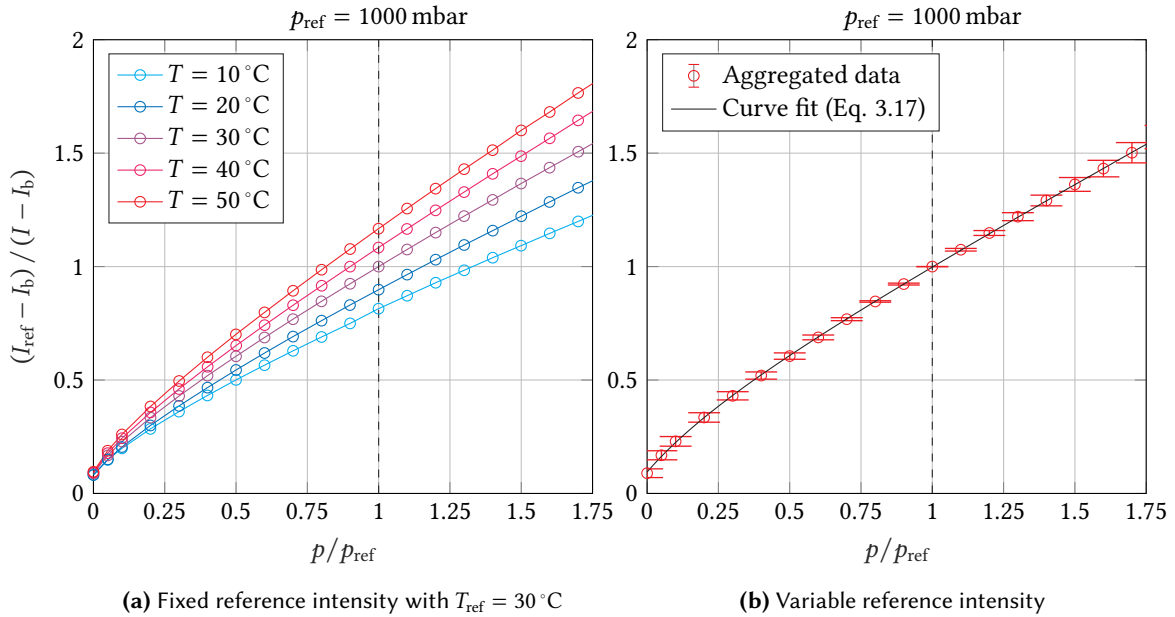 p_ref = 1000 mbar
2
1.5
1
0.5
0
(I_ref − I_b) / (I − I_b)
T = 10 °C
T = 20 °C
T = 30 °C
T = 40 °C
T = 50 °C
0 0.25 0.5 0.75 1 1.25 1.5 1.75
p/p_ref
(a) Fixed reference intensity with T_ref = 30 °C
p_ref = 1000 mbar
2
1.5
1
0.5
0
Aggregated data
Curve fit (Eq. 3.17)
0 0.25 0.5 0.75 1 1.25 1.5 1.75
p/p_ref
(b) Variable reference intensity